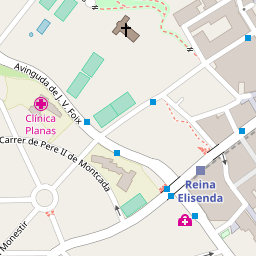 Avinguda de J. V. Foix
Clínica
Planas
Carrer de Pere II de Montcada
Reina
Elisenda
Monestir